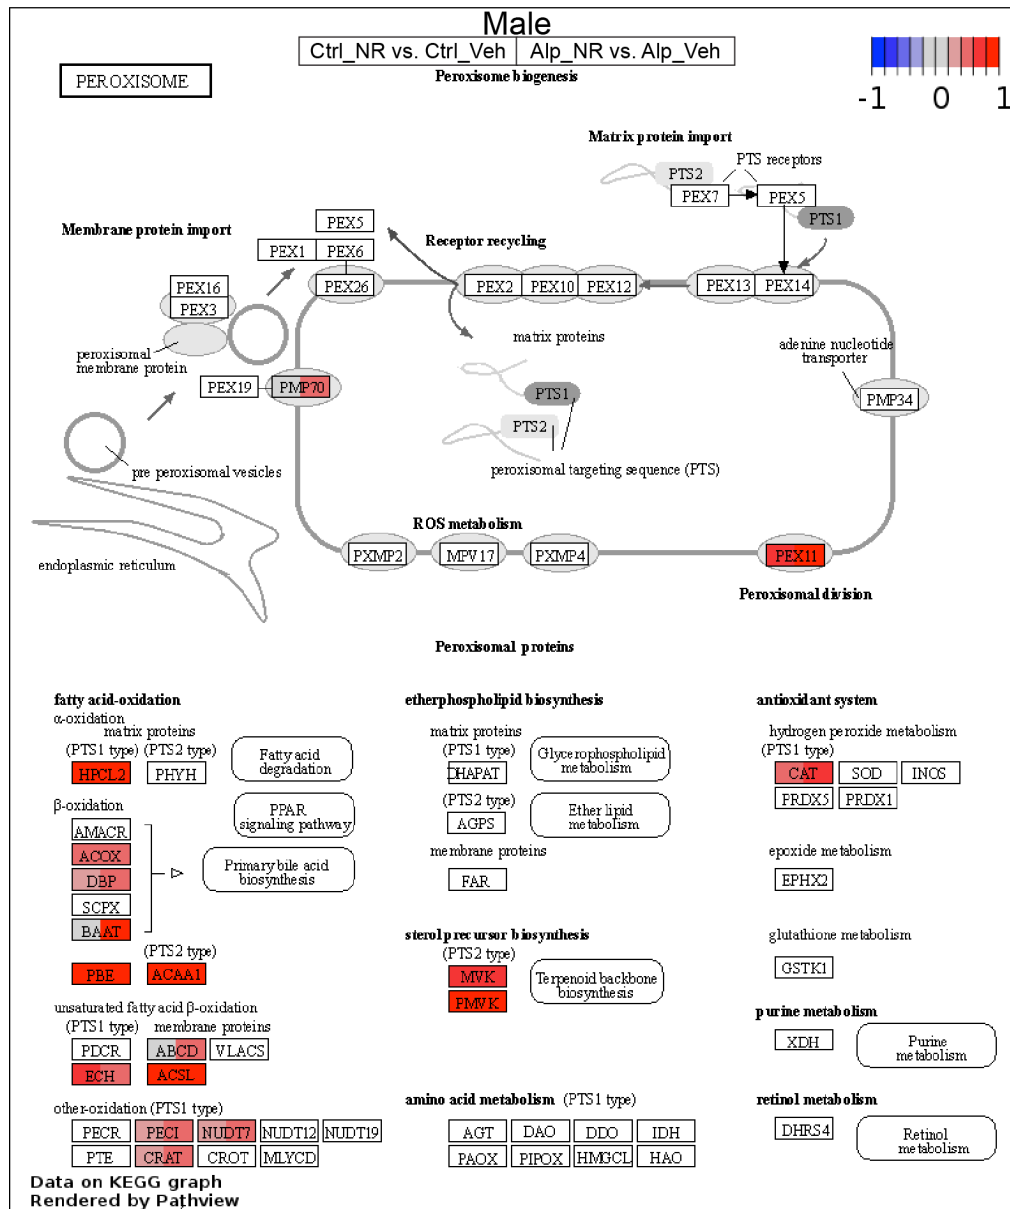 Male
Ctrl_NR vs. Ctrl_Veh Alp_NR vs. Alp_Veh
PEROXISOME
Peroxisome biogenesis
-1 0 1
Matrix protein import
PTS2
PTS receptors
PEX7
PEX5
PTS1
Membrane protein import
PEX5
PEX1 PEX6
Receptor recycling
PEX16
PEX3
PEX26
PEX2 PEX10 PEX12
PEX13 PEX14
peroxisomal
membrane protein
matrix proteins
adenine nucleotide
transporter
PEX19
PMP70
PTS1
PMP34
PTS2
pre peroxisomal vesicles
peroxisomal targeting sequence (PTS)
ROS metabolism
PXMP2 MPV17 PXMP4
PEX11
endoplasmic reticulum
Peroxisomal division
Peroxisomal proteins
fatty acid-oxidation
α-oxidation
matrix proteins
(PTS1 type) (PTS2 type)
HPCL2 PHYH
Fatty acid
degradation
β-oxidation
PPAR
signaling pathway
AMACR
ACOX
DBP
SCPX
BAAT
Primary bile acid
biosynthesis
(PTS2 type)
PBE ACAA1
unsaturated fatty acid β-oxidation
(PTS1 type) membrane proteins
PDCR ABCD VLACS
ECH ACSL
other-oxidation (PTS1 type)
PECR PECI NUDT7 NUDT12 NUDT19
PTE CRAT CROT MLYCD
etherphospholipid biosynthesis
matrix proteins
(PTS1 type)
DHAPAT
Glycerophospholipid
metabolism
(PTS2 type)
AGPS
Ether lipid
metabolism
membrane proteins
FAR
sterol precursor biosynthesis
(PTS2 type)
MVK
PMVK
Terpenoid backbone
biosynthesis
amino acid metabolism (PTS1 type)
AGT DAO DDO IDH
PAOX PIPOX HMGCL HAO
antioxidant system
hydrogen peroxide metabolism
(PTS1 type)
CAT SOD INOS
PRDX5 PRDX1
epoxide metabolism
EPHX2
glutathione metabolism
GSTK1
purine metabolism
XDH
Purine
metabolism
retinol metabolism
DHRS4
Retinol
metabolism
Data on KEGG graph
Rendered by Pathview